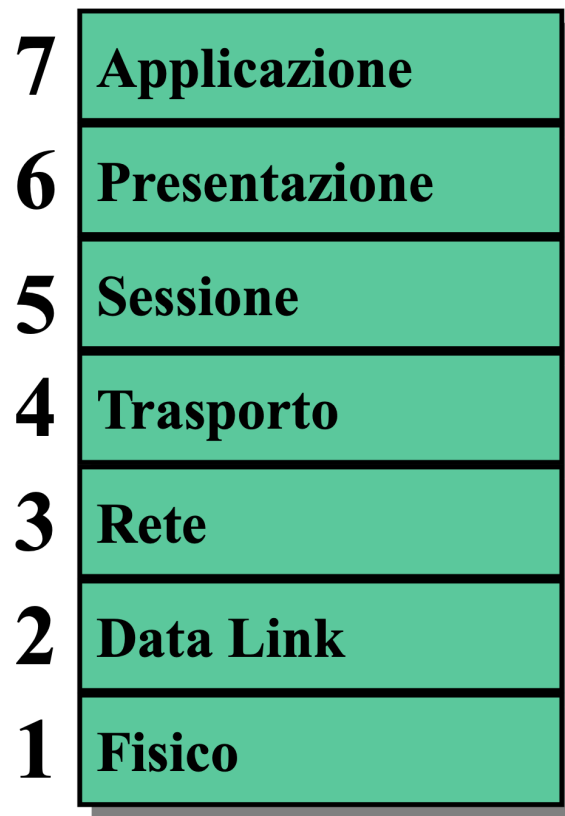 7 Applicazione
6 Presentazione
5 Sessione
4 Trasporto
3 Rete
2 Data Link
1 Fisico